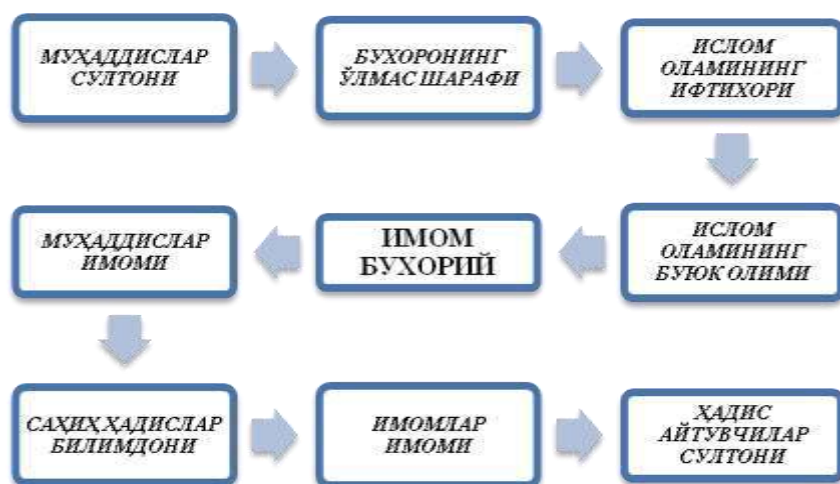 МУҲАДДИСЛАР
СУЛТОНИ
БУХОРОНИНГ
ЎЛМАС ШАРАФИ
ИСЛОМ
ОЛАМИНИНГ
ИФТИХОРИ
ИСЛОМ
ОЛАМИНИНГ
БУЮК ОЛИМИ
ИМОМ
БУХОРИЙ
МУҲАДДИСЛАР
ИМОМИ
САҲИҲ ҲАДИСЛАР
БИЛИМДОНИ
ИМОМЛАР
ИМОМИ
ҲАДИС
АЙТУВЧИЛАР
СУЛТОНИ